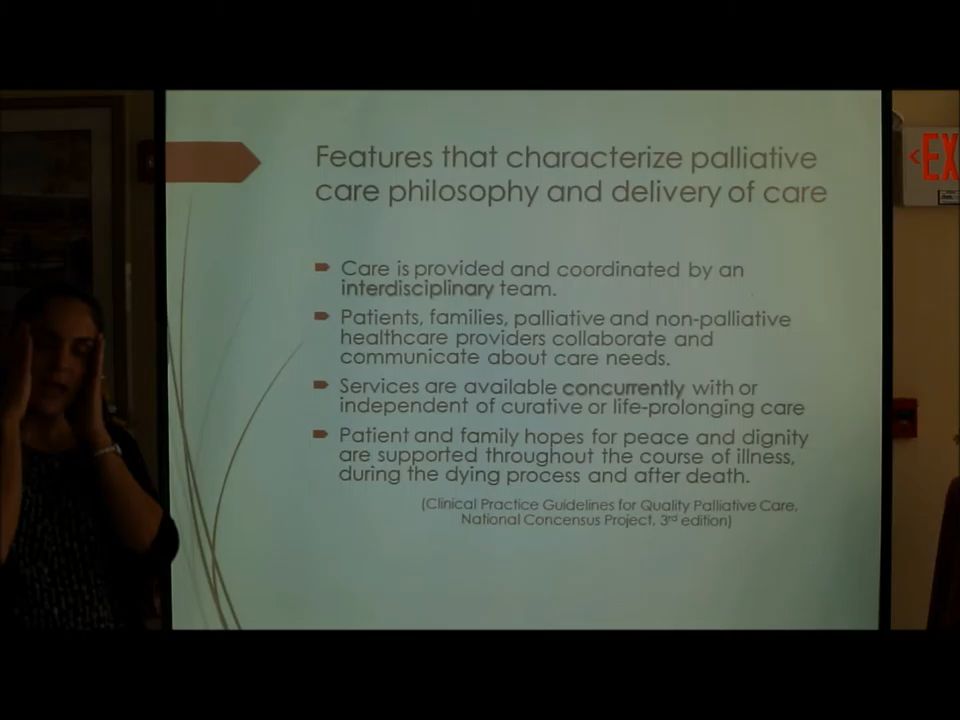 Features that characterize palliative
care philosophy and delivery of care
Care is provided and coordinated by an
interdisciplinary team.
Patients, families, palliative and non-palliative
healthcare providers collaborate and
communicate about care needs.
Services are available concurrently with or
independent of curative or life-prolonging care
Patient and family hopes for peace and dignity
are supported throughout the course of illness,
during the dying process and after death.
(Clinical Practice Guidelines for Quality Palliative Care,
National Concensus Project, 3rd edition)
<EX